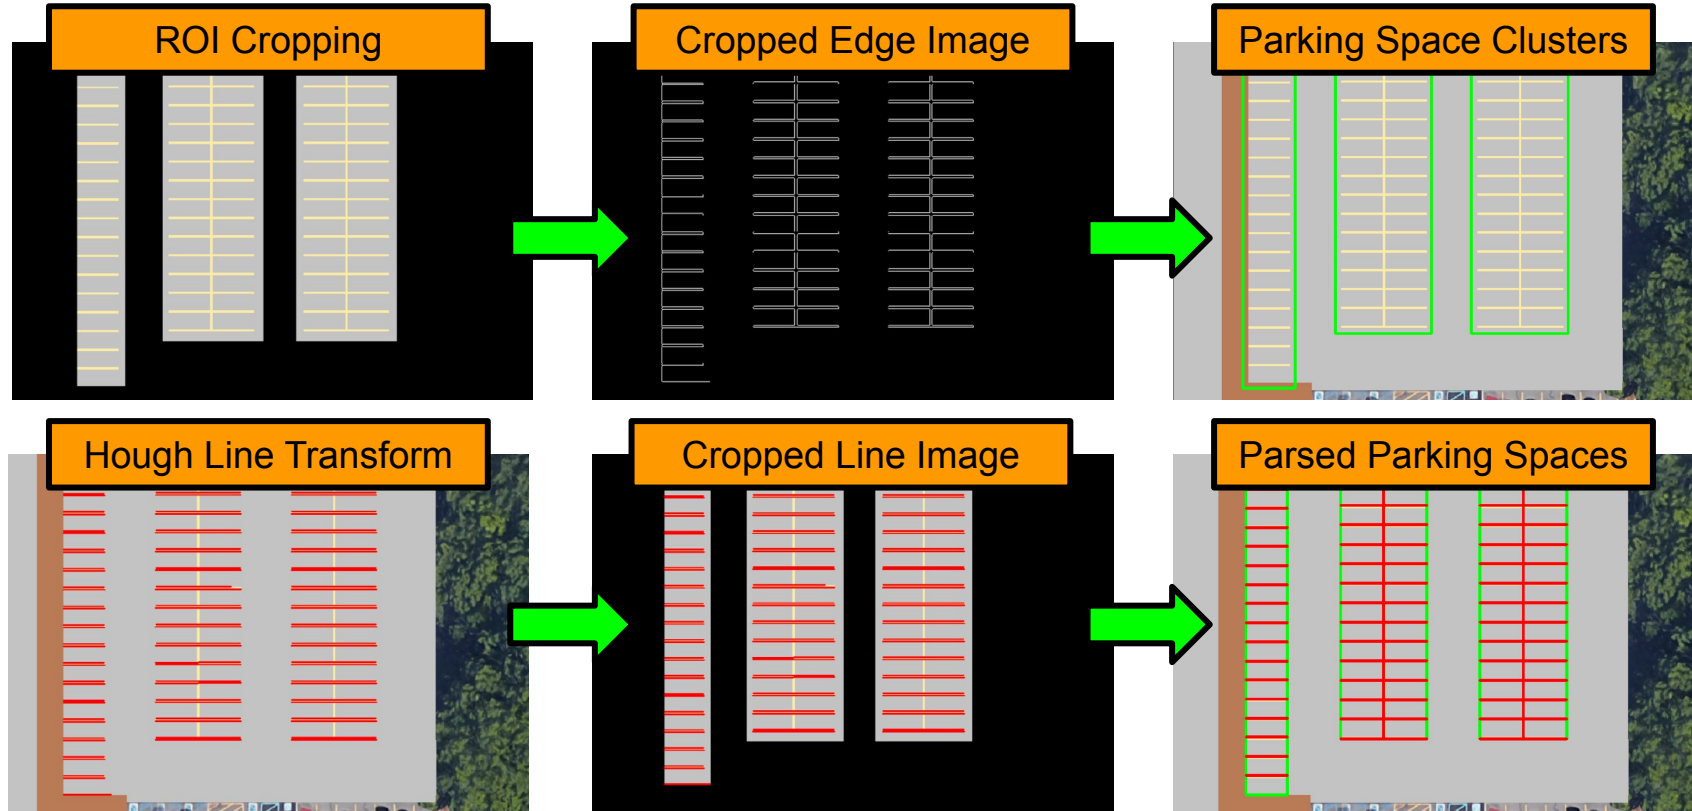 ROI Cropping
Cropped Edge Image
Parking Space Clusters
Hough Line Transform
Cropped Line Image
Parsed Parking Spaces